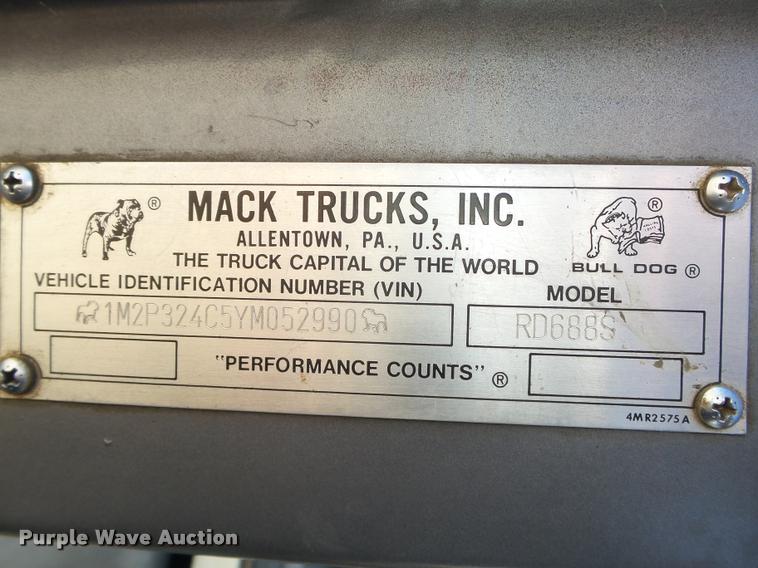 MACK TRUCKS, INC.
ALLENTOWN, PA., U.S.A.
THE TRUCK CAPITAL OF THE WORLD
®
®
BULL DOG ®
VEHICLE IDENTIFICATION NUMBER (VIN)
MODEL
1M2P324C5YM052990
RD688S
"PERFORMANCE COUNTS" ®
4MR2575A
Purple Wave Auction